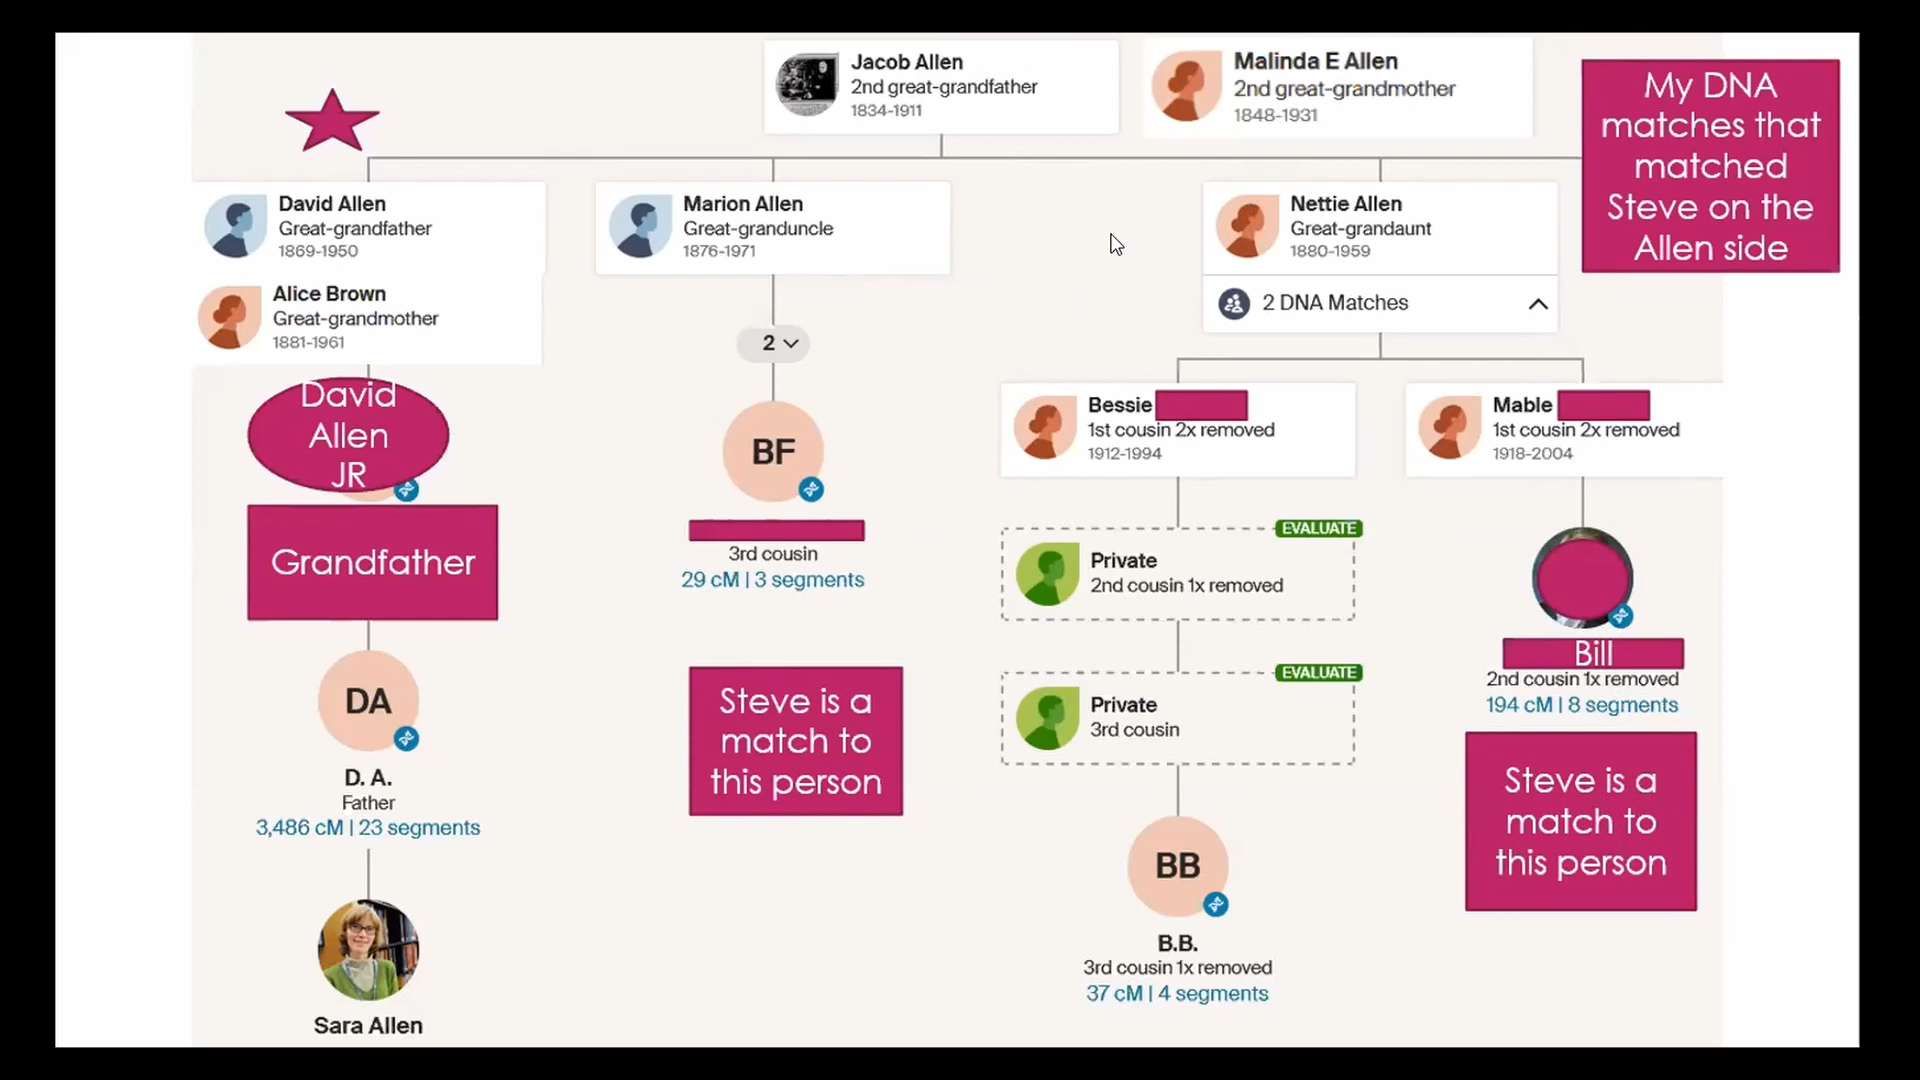 Jacob Allen
2nd great-grandfather
1834-1911
Malinda E Allen
2nd great-grandmother
1848-1931
My DNA
matches that
matched
Steve on the
Allen side
David Allen
Great-grandfather
1869-1950
Alice Brown
Great-grandmother
1881-1961
Marion Allen
Great-granduncle
1876-1971
Nettie Allen
Great-grandaunt
1880-1959
2 DNA Matches
2
David
Allen
JR
Grandfather
DA
D. A.
Father
3,486 cM | 23 segments
Sara Allen
BF
3rd cousin
29 cM | 3 segments
Steve is a
match to
this person
Bessie
1st cousin 2x removed
1912-1994
EVALUATE
Private
2nd cousin 1x removed
EVALUATE
Private
3rd cousin
BB
B.B.
3rd cousin 1x removed
37 cM | 4 segments
Mable
1st cousin 2x removed
1918-2004
Bill
2nd cousin 1x removed
194 cM | 8 segments
Steve is a
match to
this person